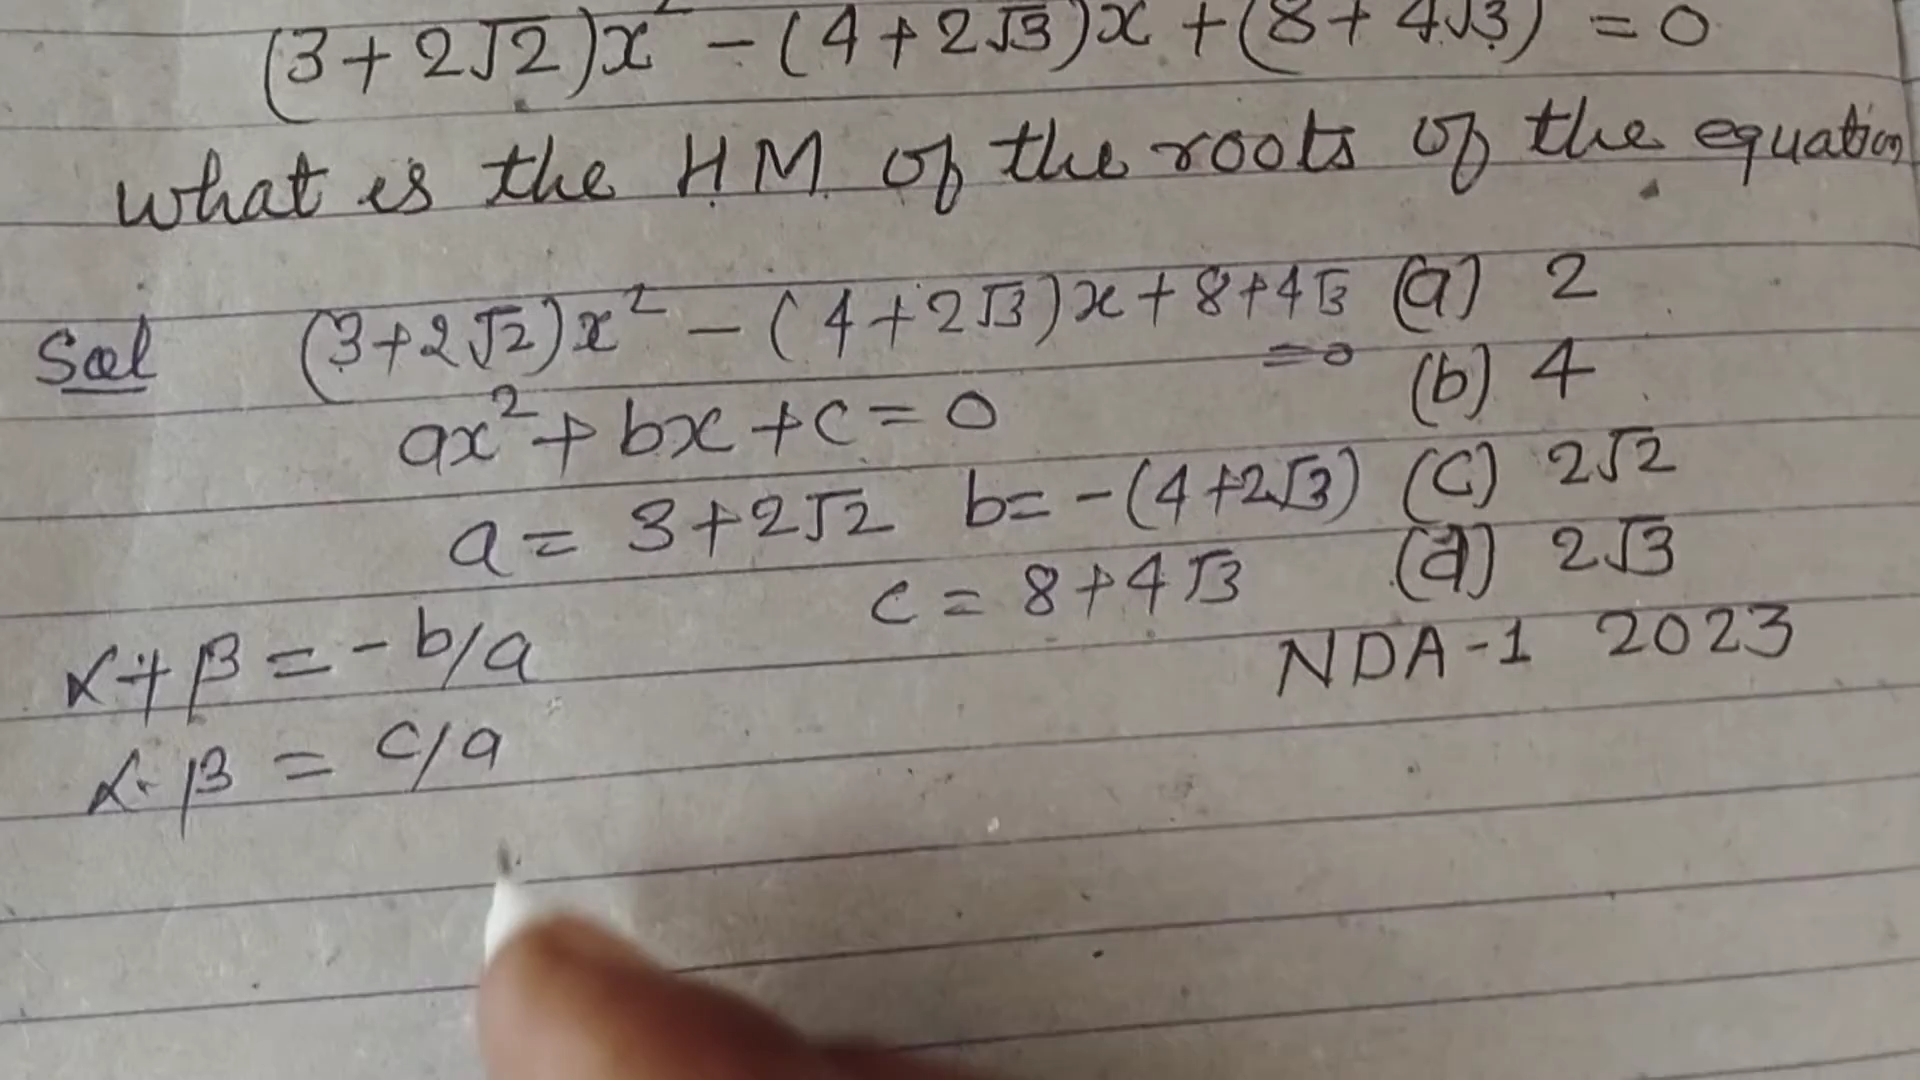 (3+2√2)x² - (4+2√3)x + (8+4√3) = 0
what is the HM of the roots of the equation
Sol (3+2√2)x² - (4+2√3)x + 8+4√3 = 0
(a) 2
ax² + bx + c = 0
(b) 4
a = 3+2√2 b = -(4+2√3)
(C) 2√2
c = 8+4√3
(d) 2√3
α+β = -b/a
NDA-1 2023
α.β = c/a